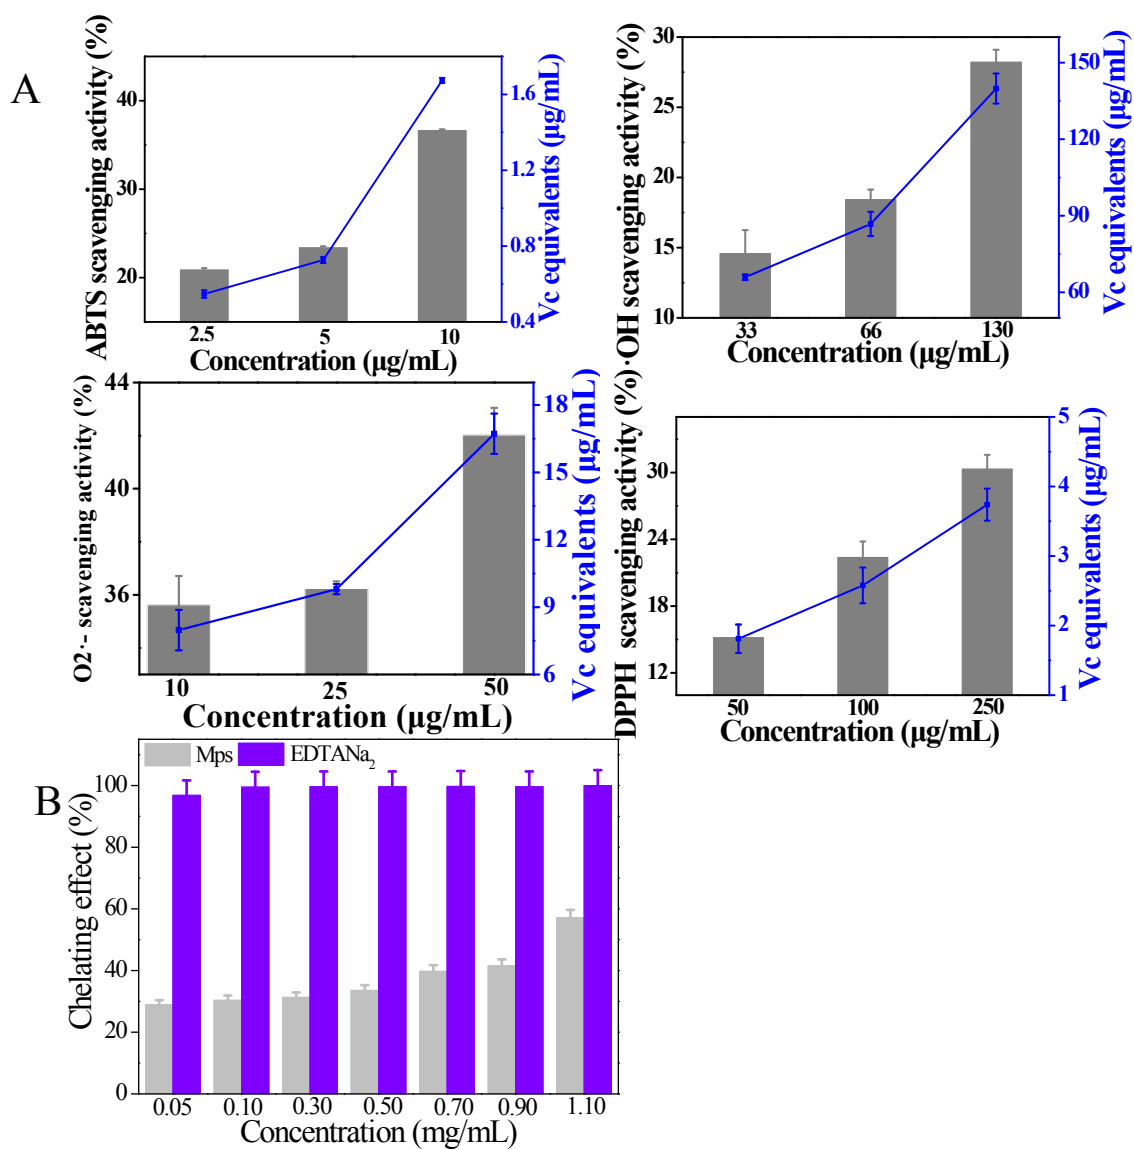 A
ABTS scavenging activity (%)
40
30
20
1.6
1.2
0.8
0.4
Vc equivalents (μg/mL)
2.5 5 10
Concentration (μg/mL)
·OH scavenging activity (%)
30
25
20
15
10
150
120
90
60
Vc equivalents (μg/mL)
33 66 130
Concentration (μg/mL)
O2·- scavenging activity (%)
44
40
36
18
15
12
9
6
Vc equivalents (μg/mL)
10 25 50
Concentration (μg/mL)
DPPH scavenging activity (%)
30
24
18
12
5
4
3
2
1
Vc equivalents (μg/mL)
50 100 250
Concentration (μg/mL)
B
Mps EDTANa₂
Chelating effect (%)
100
80
60
40
20
0
0.05 0.10 0.30 0.50 0.70 0.90 1.10
Concentration (mg/mL)